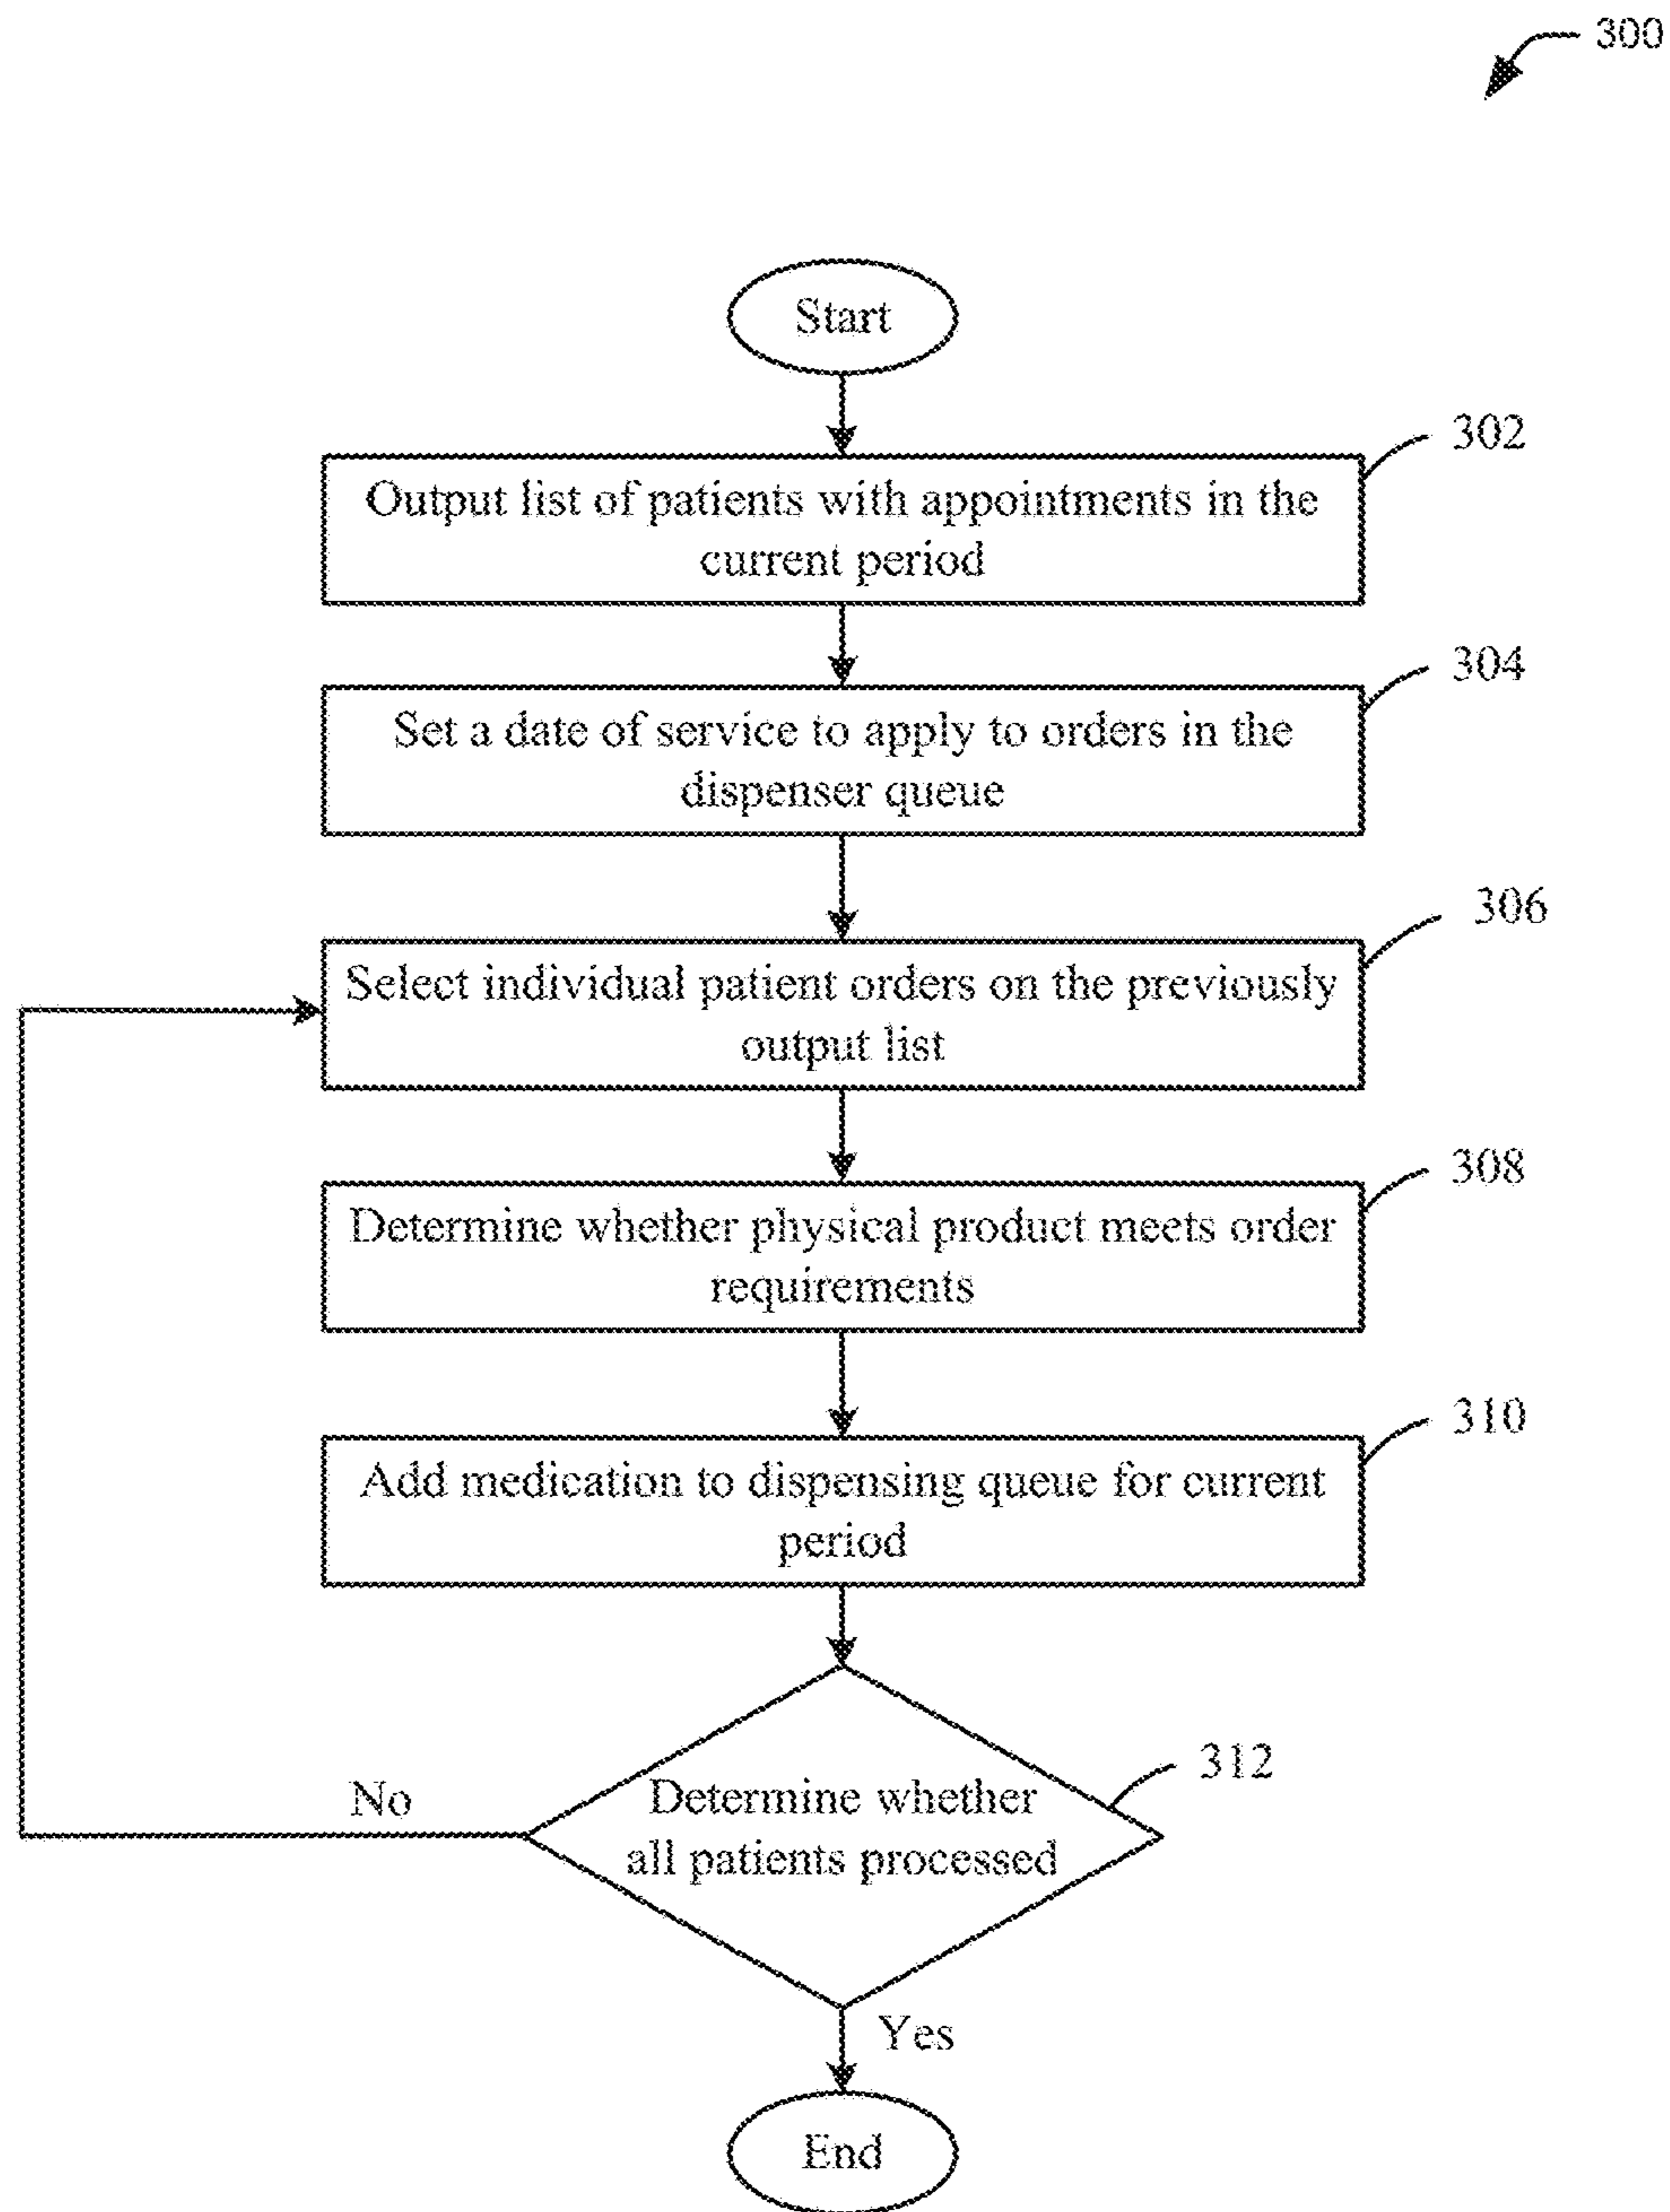 300
Start
302
Output list of patients with appointments in the
current period
304
Set a date of service to apply to orders in the
dispenser queue
306
Select individual patient orders on the previously
output list
308
Determine whether physical product meets order
requirements
310
Add medication to dispensing queue for current
period
312
Determine whether
all patients processed
No
Yes
End